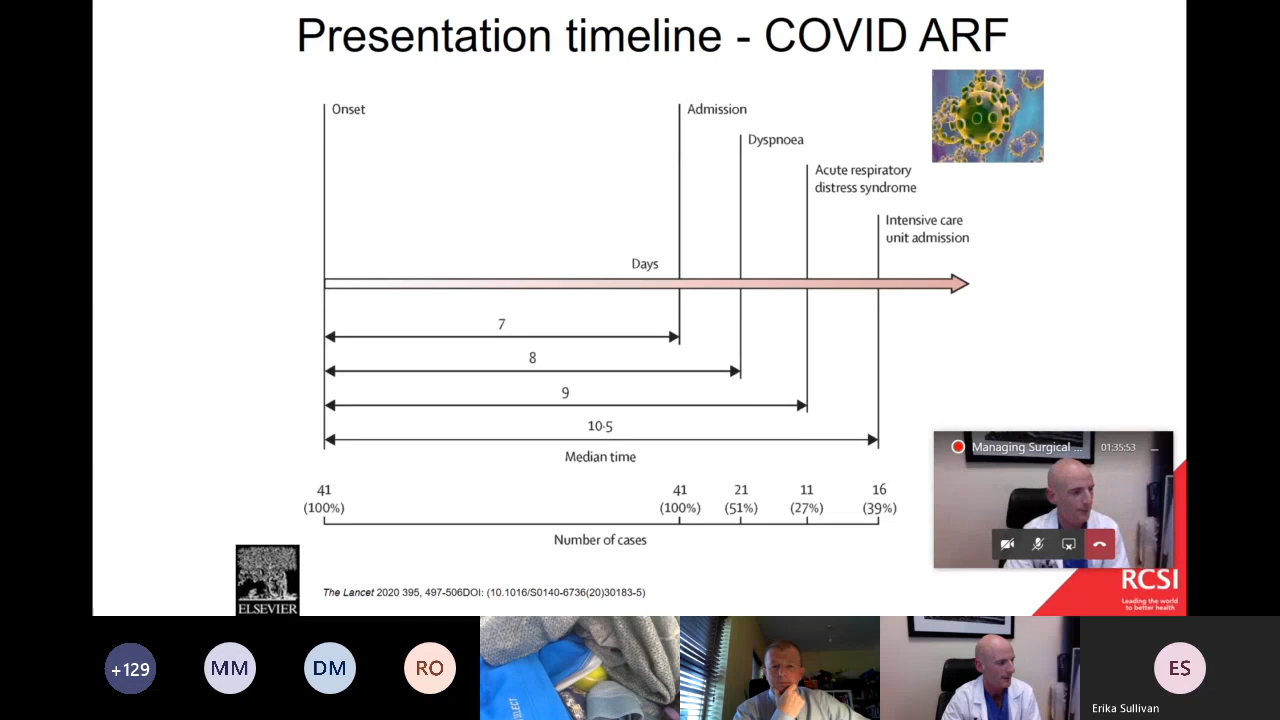 Presentation timeline - COVID ARF
Onset
Admission
Dyspnoea
Acute respiratory
distress syndrome
Intensive care
unit admission
Days
7
8
9
10·5
Median time
41
(100%)
41
(100%)
21
(51%)
11
(27%)
16
(39%)
Number of cases
ELSEVIER
The Lancet 2020 395, 497-506DOI: (10.1016/S0140-6736(20)30183-5)
Managing Surgical ...
01:35:53
RCSI
Leading the world
to better health
+129
MM
DM
RO
ES
Erika Sullivan